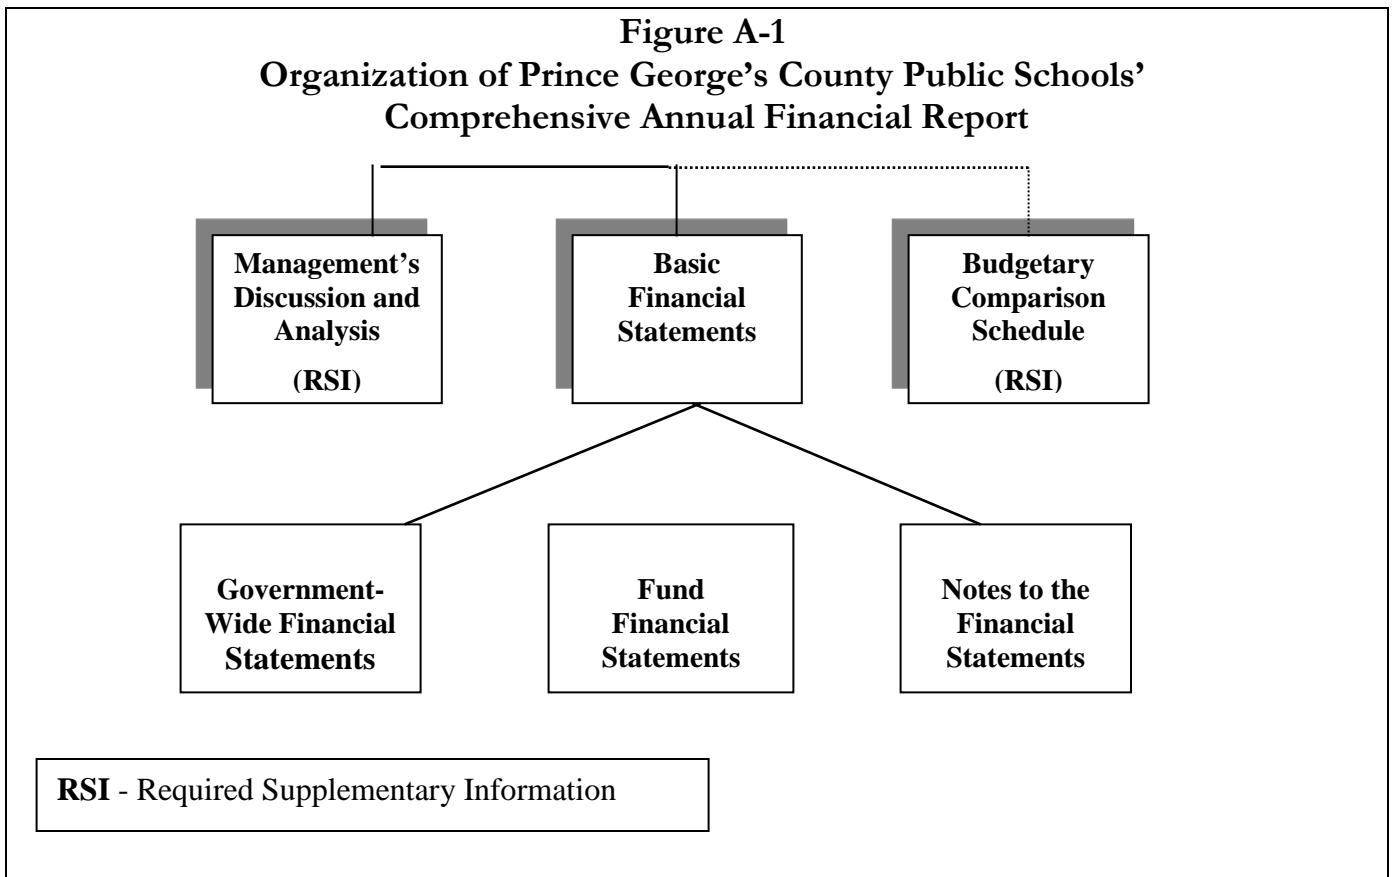 Figure A-1
Organization of Prince George’s County Public Schools’
Comprehensive Annual Financial Report
Management’s
Discussion and
Analysis
(RSI)
Basic
Financial
Statements
Budgetary
Comparison
Schedule
(RSI)
Government-
Wide Financial
Statements
Fund
Financial
Statements
Notes to the
Financial
Statements
RSI - Required Supplementary Information